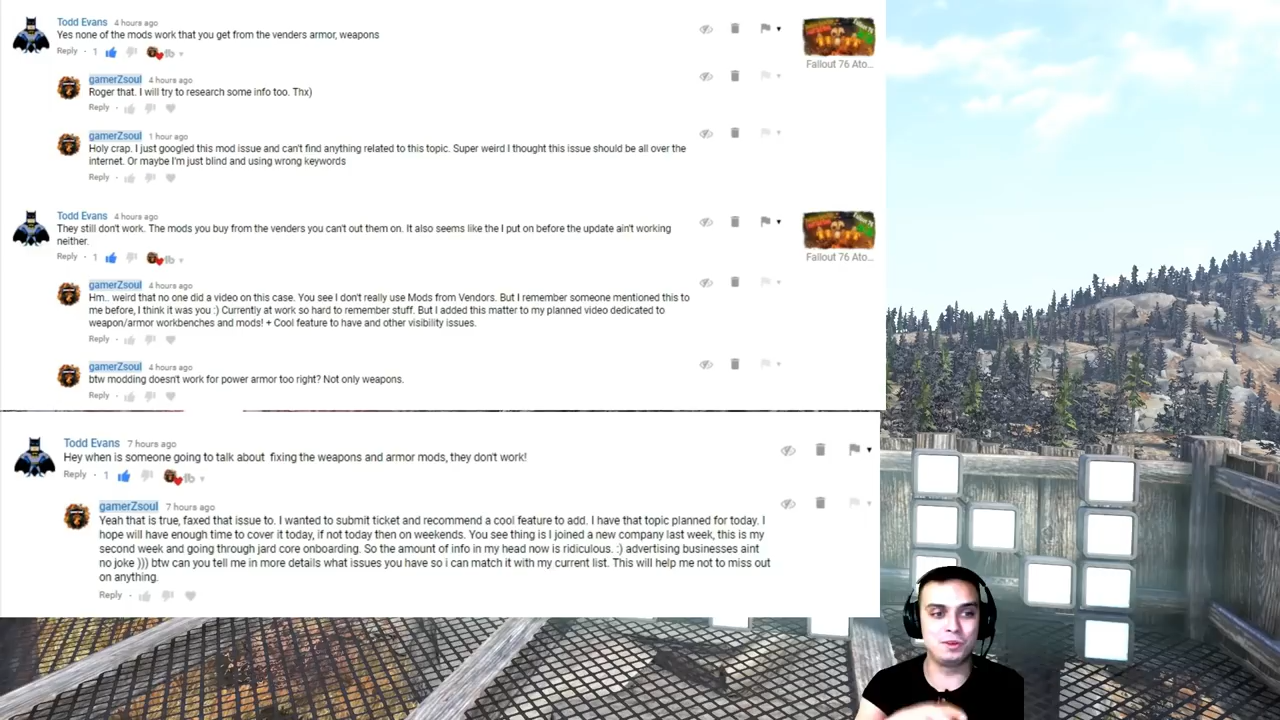 Todd Evans 4 hours ago
Yes none of the mods work that you get from the venders armor, weapons
Reply · 1
Fallout 76 Ato...
gamerZsoul 4 hours ago
Roger that. I will try to research some info too. Thx)
Reply ·
gamerZsoul 1 hour ago
Holy crap. I just googled this mod issue and can't find anything related to this topic. Super weird I thought this issue should be all over the
internet. Or maybe I'm just blind and using wrong keywords
Reply ·
Todd Evans 4 hours ago
They still don't work. The mods you buy from the venders you can't out them on. It also seems like the I put on before the update ain't working
neither.
Reply · 1
Fallout 76 Ato...
gamerZsoul 4 hours ago
Hm.. weird that no one did a video on this case. You see I don't really use Mods from Vendors. But I remember someone mentioned this to
me before, I think it was you :) Currently at work so hard to remember stuff. But I added this matter to my planned video dedicated to
weapon/armor workbenches and mods! + Cool feature to have and other visibility issues.
Reply ·
gamerZsoul 4 hours ago
btw modding doesn't work for power armor too right? Not only weapons.
Reply ·
Todd Evans 7 hours ago
Hey when is someone going to talk about fixing the weapons and armor mods, they don't work!
Reply · 1
gamerZsoul 7 hours ago
Yeah that is true, faxed that issue to. I wanted to submit ticket and recommend a cool feature to add. I have that topic planned for today. I
hope will have enough time to cover it today, if not today then on weekends. You see thing is I joined a new company last week, this is my
second week and going through jard core onboarding. So the amount of info in my head now is ridiculous. :) advertising businesses aint
no joke ))) btw can you tell me in more details what issues you have so i can match it with my current list. This will help me not to miss out
on anything.
Reply ·